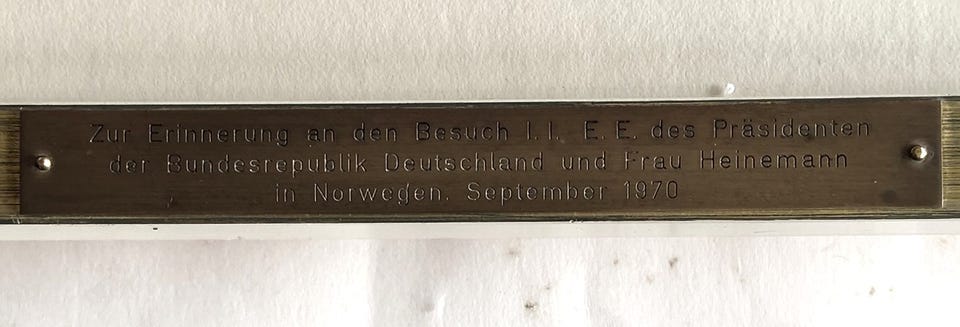 Zur Erinnerung an den Besuch I. I. E. E. des Präsidenten
der Bundesrepublik Deutschland und Frau Heinemann
in Norwegen. September 1970